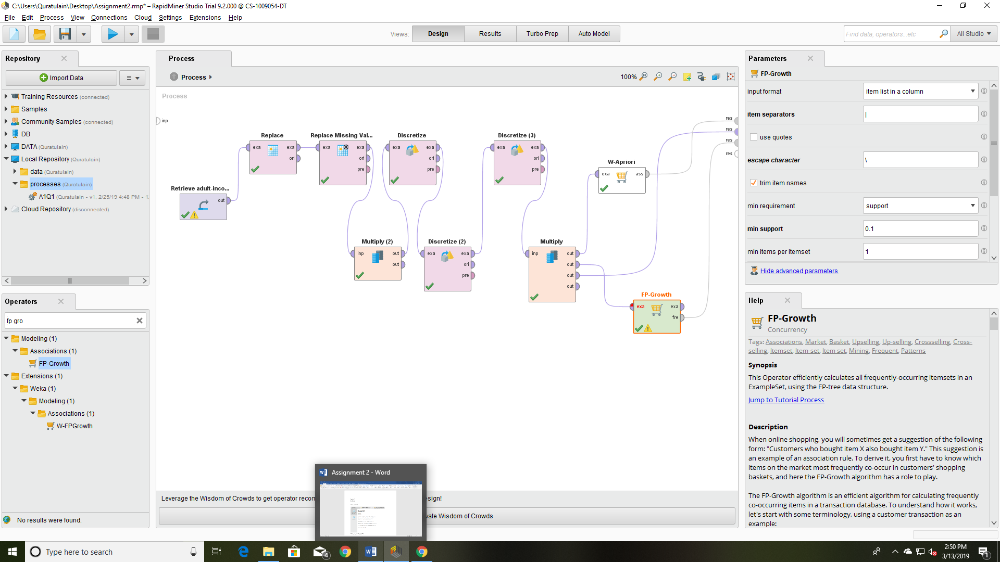 C:\Users\Quratulain\Desktop\Assignment2.rmp* – RapidMiner Studio Trial 9.2.000 @ CS-1009054-DT
File Edit Process View Connections Cloud Settings Extensions Help
Views: Design Results Turbo Prep Auto Model
Find data, operators...etc
All Studio
Repository
Import Data
Training Resources (connected)
Samples
Community Samples (connected)
DB
DATA (Quratulain)
Local Repository (Quratulain)
data (Quratulain)
processes (Quratulain)
A1Q1 (Quratulain - v1, 2/25/19 4:48 PM - 1
Cloud Repository (disconnected)
Operators
fp gro
Modeling (1)
Associations (1)
FP-Growth
Extensions (1)
Weka (1)
Modeling (1)
Associations (1)
W-FPGrowth
No results were found.
Process
Process
100%
Process
inp
res
res
res
res
Replace
exa exa
ori
Replace Missing Val...
exa exa
ori
pre
Discretize
exa exa
ori
pre
Discretize (3)
exa exa
ori
pre
W-Apriori
exa ass
Retrieve adult-inco...
out
Multiply (2)
inp out
out
Discretize (2)
exa exa
ori
pre
Multiply
inp out
out
out
out
FP-Growth
exa exa
fre
Leverage the Wisdom of Crowds to get operator recom
esign!
vate Wisdom of Crowds
Assignment 2 - Word
Parameters
FP-Growth
input format item list in a column
item separators |
use quotes
escape character \
trim item names
min requirement support
min support 0.1
min items per itemset 1
Hide advanced parameters
Help
FP-Growth
Concurrency
Tags: Associations, Market, Basket, Upselling, Up-selling, Crossselling, Cross-
selling, Itemset, Item-set, Item set, Mining, Frequent, Patterns
Synopsis
This Operator efficiently calculates all frequently-occurring itemsets in an
ExampleSet, using the FP-tree data structure.
Jump to Tutorial Process
Description
When online shopping, you will sometimes get a suggestion of the following
form: "Customers who bought item X also bought item Y." This suggestion is
an example of an association rule. To derive it, you first have to know which
items on the market most frequently co-occur in customers' shopping
baskets, and here the FP-Growth algorithm has a role to play.
The FP-Growth algorithm is an efficient algorithm for calculating frequently
co-occurring items in a transaction database. To understand how it works,
let's start with some terminology, using a customer transaction as an
example:
Type here to search
4
2:50 PM
3/13/2019
1